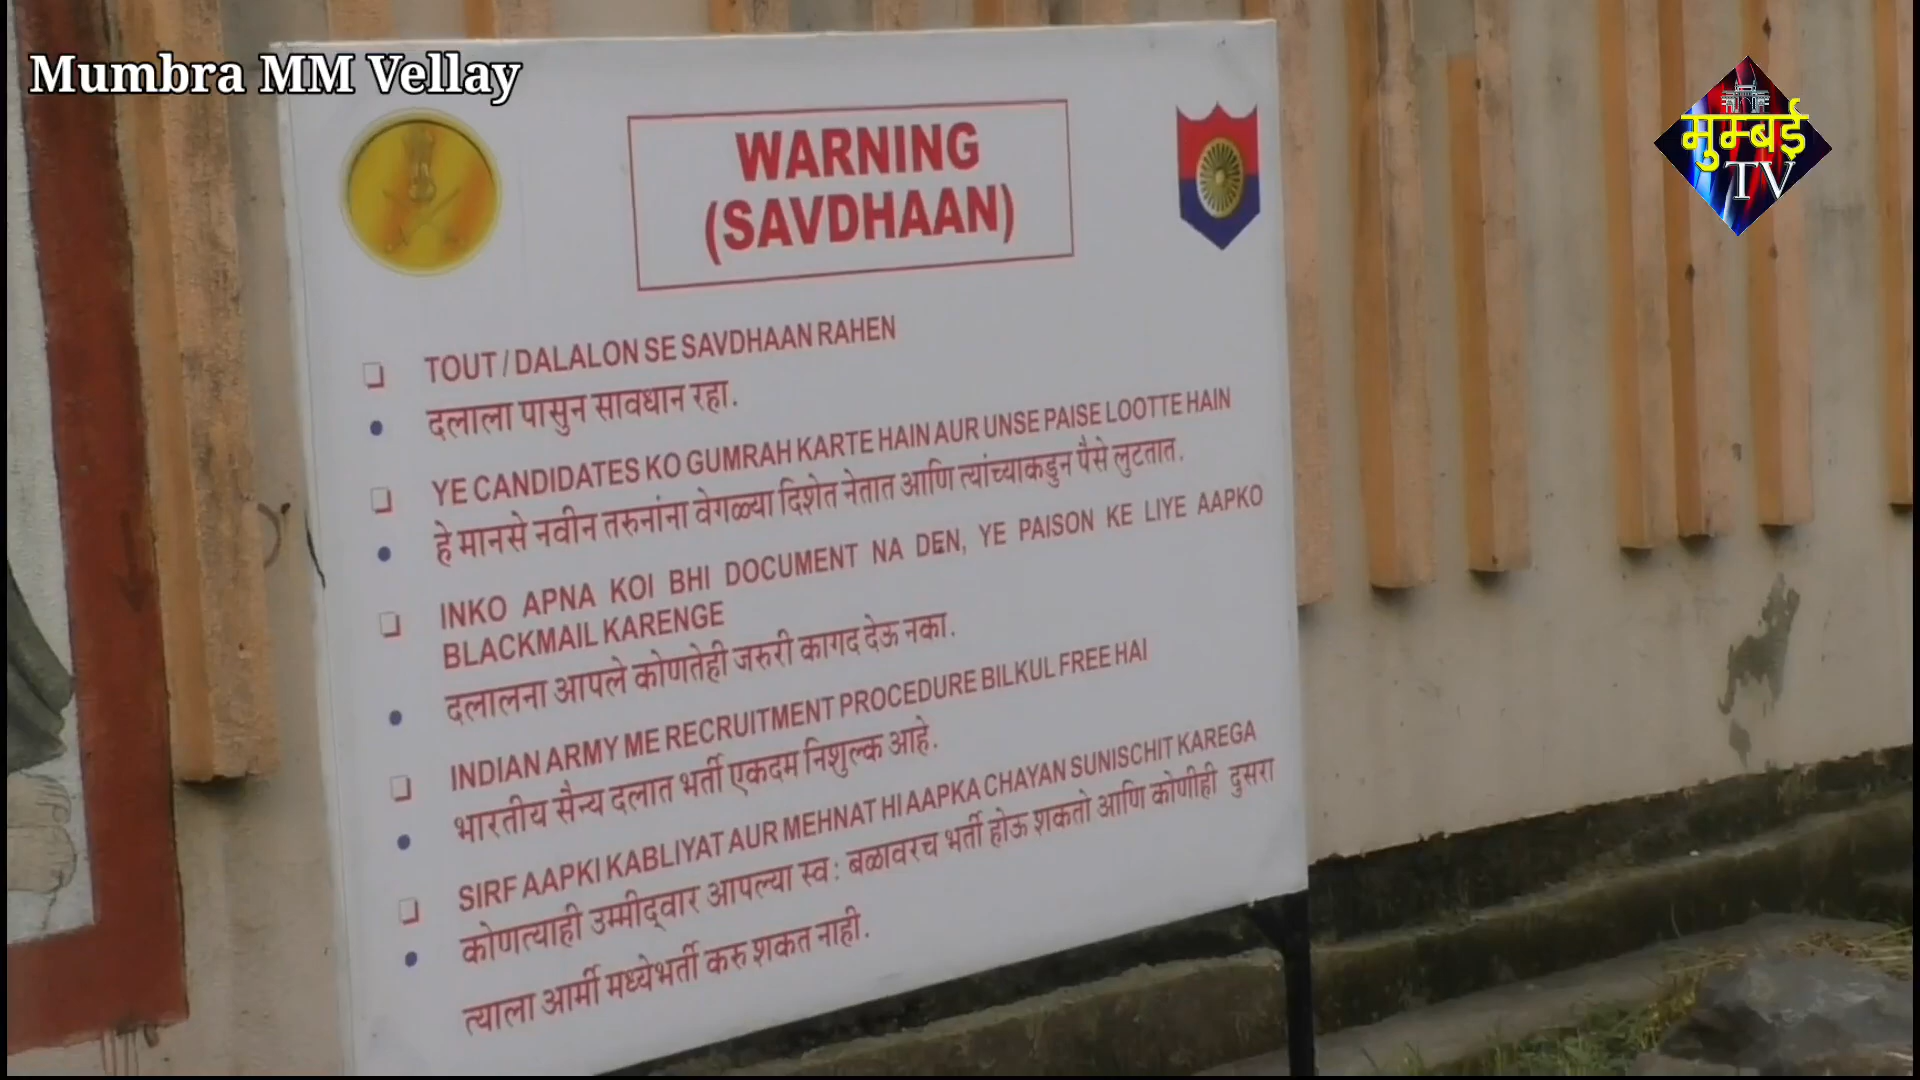 Mumbra MM Vellay
मुम्बई
TV
WARNING
(SAVDHAAN)
TOUT / DALALON SE SAVDHAAN RAHEN
दलाला पासुन सावधान रहा.
YE CANDIDATES KO GUMRAH KARTE HAIN AUR UNSE PAISE LOOTTE HAIN
हे मानसे नवीन तरुनांना वेगळ्या दिशेत नेतात आणि त्यांच्याकडुन पैसे लुटतात.
INKO APNA KOI BHI DOCUMENT NA DEN, YE PAISON KE LIYE AAPKO
BLACKMAIL KARENGE
दलालना आपले कोणतेही जरुरी कागद देऊ नका.
INDIAN ARMY ME RECRUITMENT PROCEDURE BILKUL FREE HAI
भारतीय सैन्य दलात भर्ती एकदम निशुल्क आहे.
SIRF AAPKI KABLIYAT AUR MEHNAT HI AAPKA CHAYAN SUNISCHIT KAREGA
कोणत्याही उम्मीद्वार आपल्या स्व: बळावरच भर्ती होऊ शकतो आणि कोणीही दुसरा
त्याला आर्मी मध्येभर्ती करु शकत नाही.